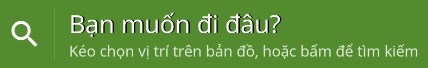 Bạn muốn đi đâu?
Kéo chọn vị trí trên bản đồ, hoặc bấm để tìm kiếm